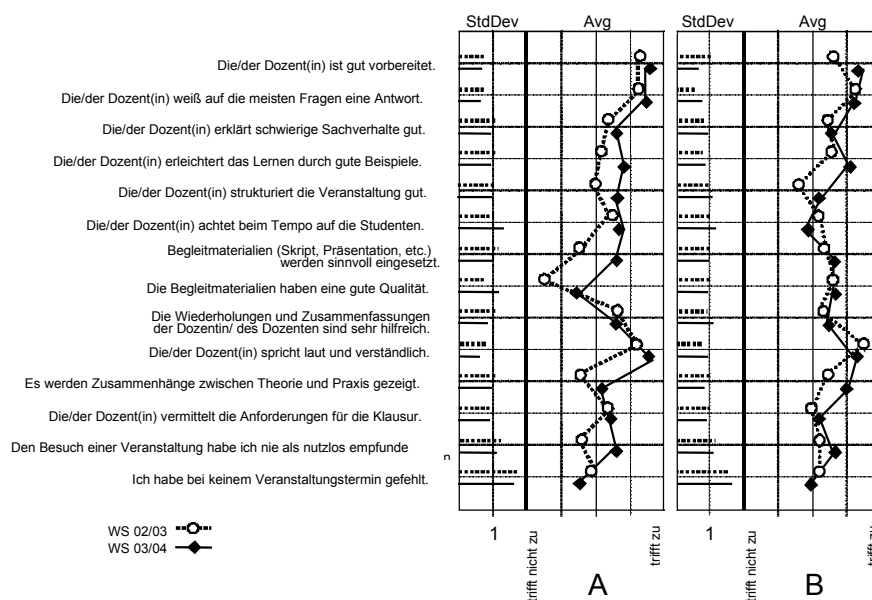 StdDev Avg StdDev Avg
Die/der Dozent(in) ist gut vorbereitet.
Die/der Dozent(in) weiß auf die meisten Fragen eine Antwort.
Die/der Dozent(in) erklärt schwierige Sachverhalte gut.
Die/der Dozent(in) erleichtert das Lernen durch gute Beispiele.
Die/der Dozent(in) strukturiert die Veranstaltung gut.
Die/der Dozent(in) achtet beim Tempo auf die Studenten.
Begleitmaterialien (Skript, Präsentation, etc.)
werden sinnvoll eingesetzt.
Die Begleitmaterialien haben eine gute Qualität.
Die Wiederholungen und Zusammenfassungen
der Dozentin/ des Dozenten sind sehr hilfreich.
Die/der Dozent(in) spricht laut und verständlich.
Es werden Zusammenhänge zwischen Theorie und Praxis gezeigt.
Die/der Dozent(in) vermittelt die Anforderungen für die Klausur.
Den Besuch einer Veranstaltung habe ich nie als nutzlos empfunde
n
Ich habe bei keinem Veranstaltungstermin gefehlt.
WS 02/03
WS 03/04
1 trifft nicht zu A trifft zu
1 trifft nicht zu B trifft zu